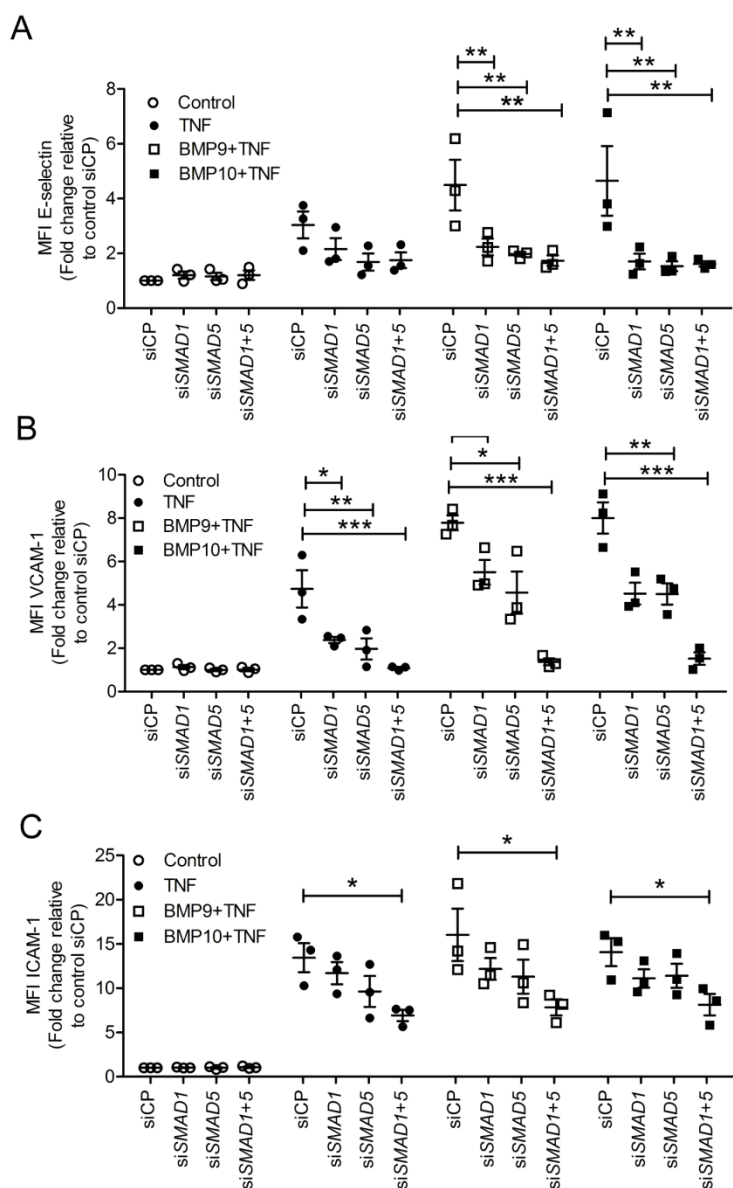 A
MFI E-selectin
(Fold change relative
to control siCP)
8
6
4
2
0
Control
TNF
BMP9+TNF
BMP10+TNF
**
**
**
**
**
**
siCP
siSMAD1
siSMAD5
siSMAD1+5
siCP
siSMAD1
siSMAD5
siSMAD1+5
siCP
siSMAD1
siSMAD5
siSMAD1+5
siCP
siSMAD1
siSMAD5
siSMAD1+5
B
MFI VCAM-1
(Fold change relative
to control siCP)
10
8
6
4
2
0
Control
TNF
BMP9+TNF
BMP10+TNF
*
**
***
*
***
**
***
siCP
siSMAD1
siSMAD5
siSMAD1+5
siCP
siSMAD1
siSMAD5
siSMAD1+5
siCP
siSMAD1
siSMAD5
siSMAD1+5
siCP
siSMAD1
siSMAD5
siSMAD1+5
C
MFI ICAM-1
(Fold change relative
to control siCP)
25
20
15
10
5
0
Control
TNF
BMP9+TNF
BMP10+TNF
*
*
*
siCP
siSMAD1
siSMAD5
siSMAD1+5
siCP
siSMAD1
siSMAD5
siSMAD1+5
siCP
siSMAD1
siSMAD5
siSMAD1+5
siCP
siSMAD1
siSMAD5
siSMAD1+5